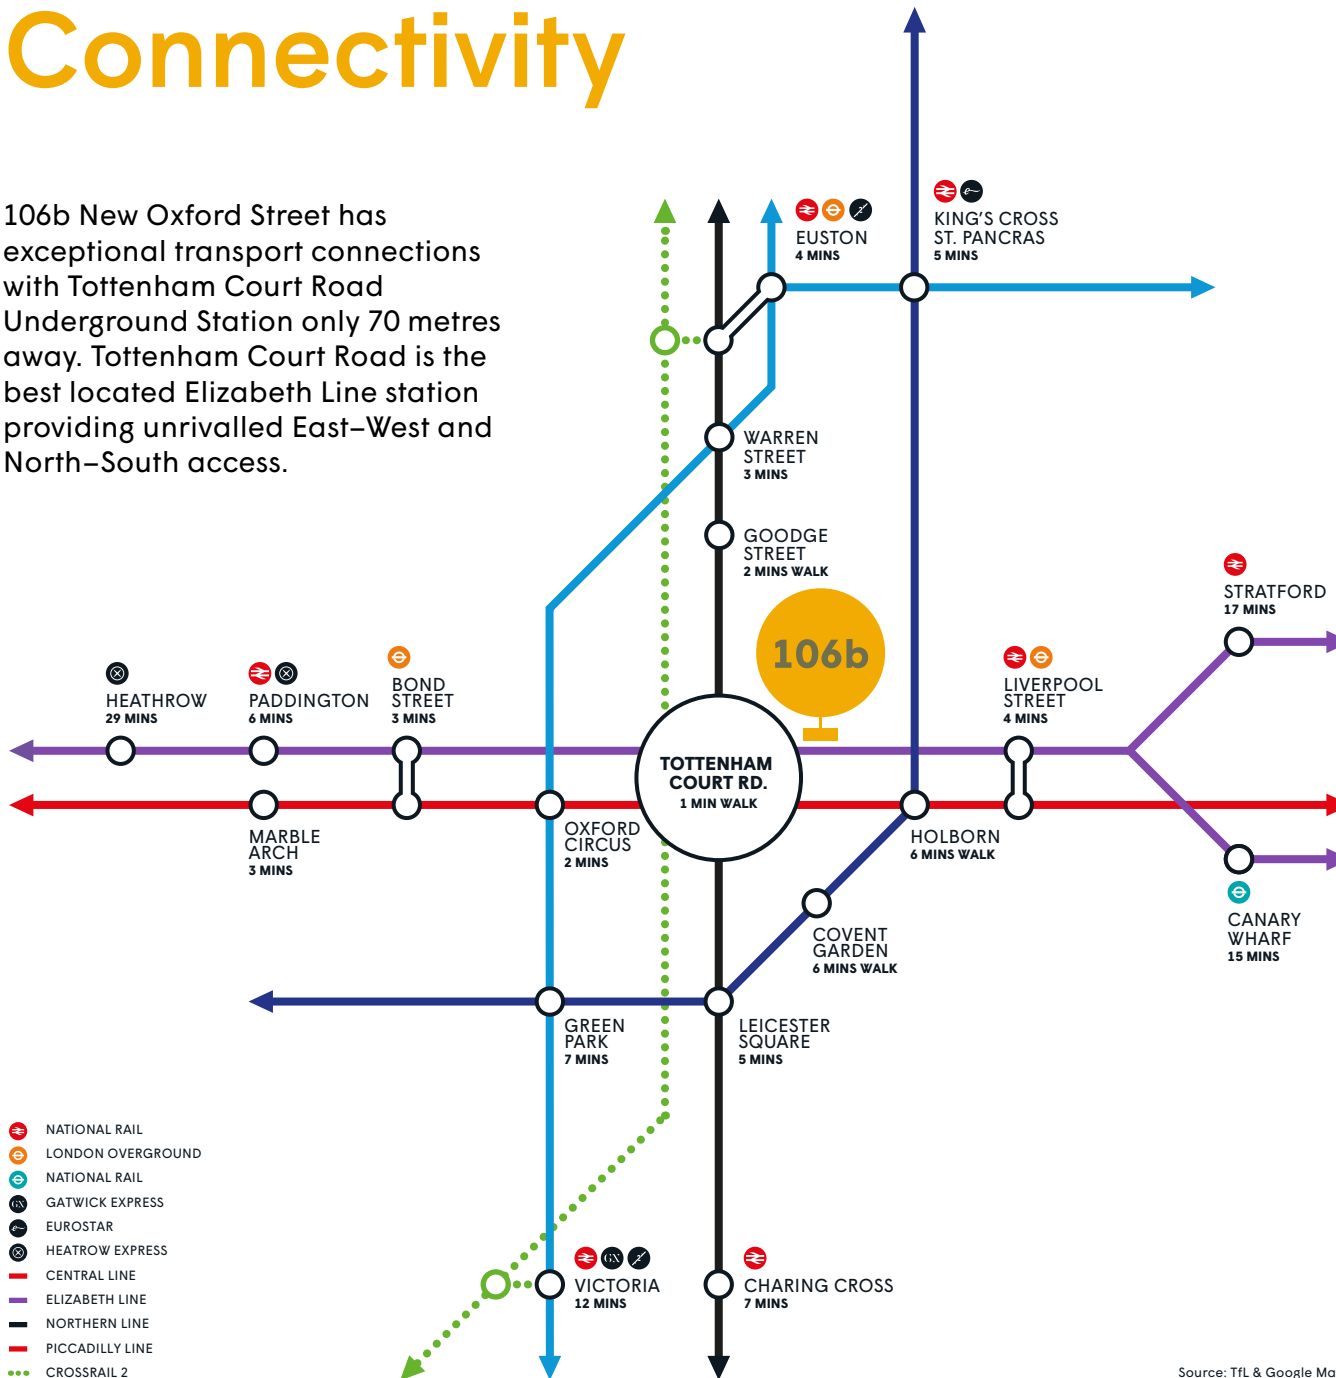 Connectivity
106b New Oxford Street has
exceptional transport connections
with Tottenham Court Road
Underground Station only 70 metres
away. Tottenham Court Road is the
best located Elizabeth Line station
providing unrivalled East–West and
North–South access.
EUSTON
4 MINS
KING'S CROSS
ST. PANCRAS
5 MINS
WARREN
STREET
3 MINS
GOODGE
STREET
2 MINS WALK
106b
STRATFORD
17 MINS
HEATHROW
29 MINS
PADDINGTON
6 MINS
BOND
STREET
3 MINS
LIVERPOOL
STREET
4 MINS
TOTTENHAM
COURT RD.
1 MIN WALK
MARBLE
ARCH
3 MINS
OXFORD
CIRCUS
2 MINS
HOLBORN
6 MINS WALK
COVENT
GARDEN
6 MINS WALK
CANARY
WHARF
15 MINS
GREEN
PARK
7 MINS
LEICESTER
SQUARE
5 MINS
GX
VICTORIA
12 MINS
CHARING CROSS
7 MINS
NATIONAL RAIL
LONDON OVERGROUND
NATIONAL RAIL
GX GATWICK EXPRESS
EUROSTAR
HEATROW EXPRESS
CENTRAL LINE
ELIZABETH LINE
NORTHERN LINE
PICCADILLY LINE
CROSSRAIL 2
Source: TfL & Google Ma